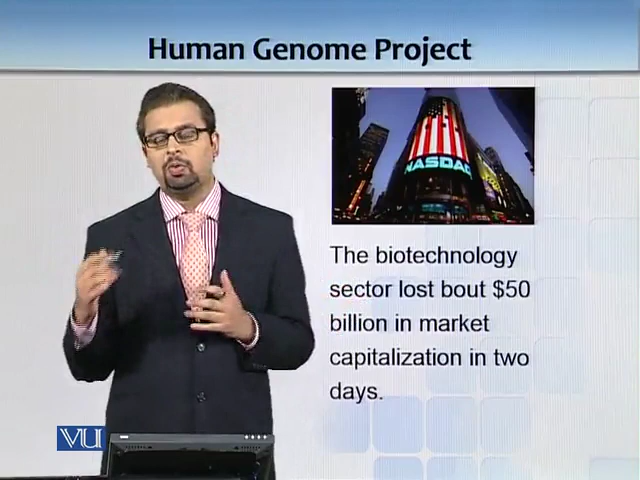 Human Genome Project
NASDAQ
The biotechnology
sector lost bout $50
billion in market
capitalization in two
days.
VU